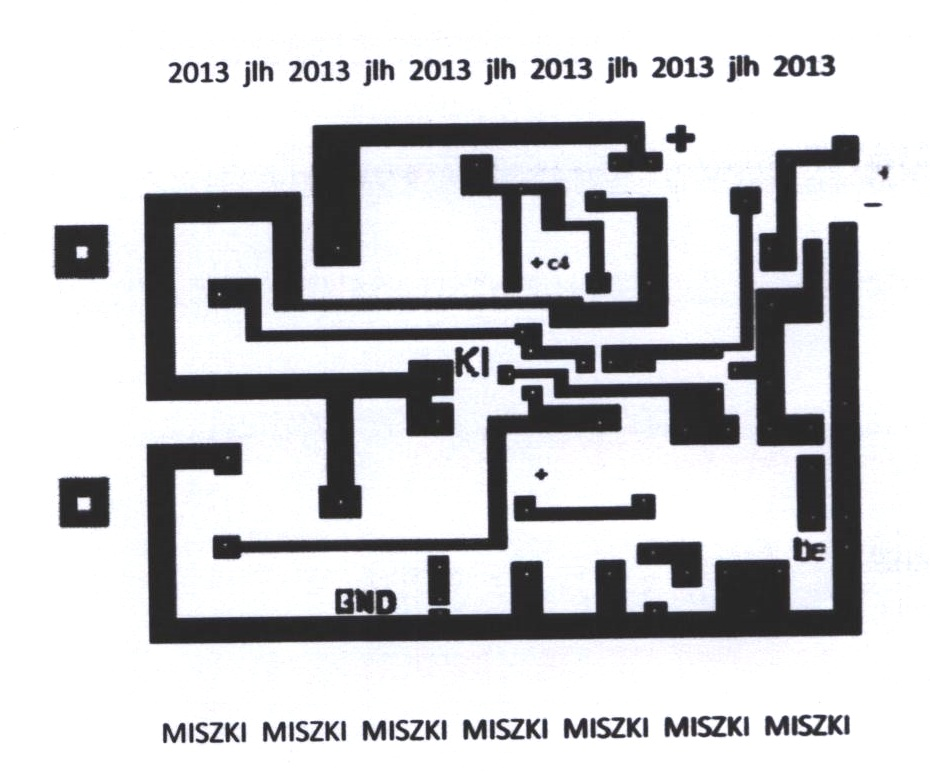 2013 jlh 2013 jlh 2013 jlh 2013 jlh 2013 jlh 2013
+
+
−
+ c4
KI
+
be
GND
MISZKI MISZKI MISZKI MISZKI MISZKI MISZKI MISZKI